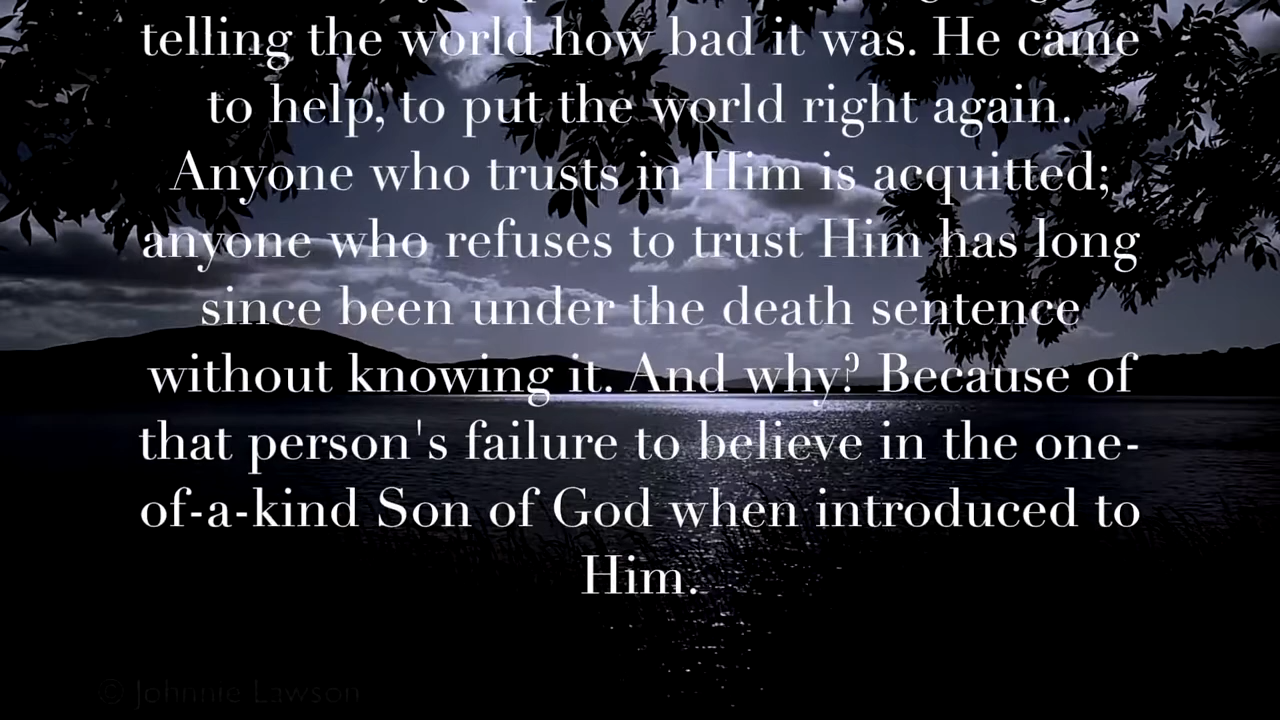 telling the world how bad it was. He came
to help, to put the world right again.
Anyone who trusts in Him is acquitted;
anyone who refuses to trust Him has long
since been under the death sentence
without knowing it. And why? Because of
that person's failure to believe in the one-
of-a-kind Son of God when introduced to
Him.
© Johnnie Lawson